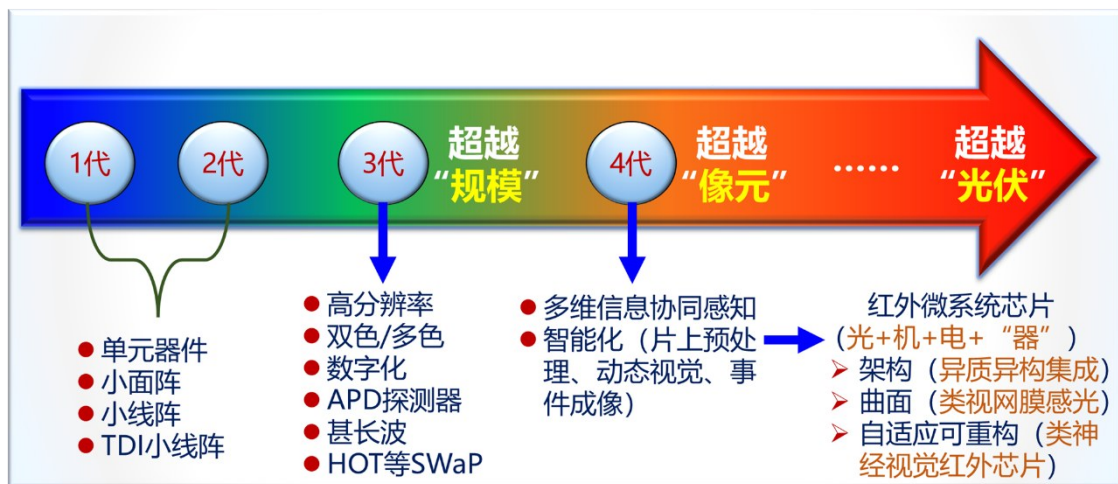 1代
2代
3代
超越
“规模”
4代
超越
“像元”
……
超越
“光伏”
● 单元器件
● 小面阵
● 小线阵
● TDI小线阵
● 高分辨率
● 双色/多色
● 数字化
● APD探测器
● 甚长波
● HOT等SWaP
● 多维信息协同感知
● 智能化（片上预处
理、动态视觉、事
件成像）
红外微系统芯片
（光+机+电+“器”）
➢ 架构（异质异构集成）
➢ 曲面（类视网膜感光）
➢ 自适应可重构（类神
经视觉红外芯片）